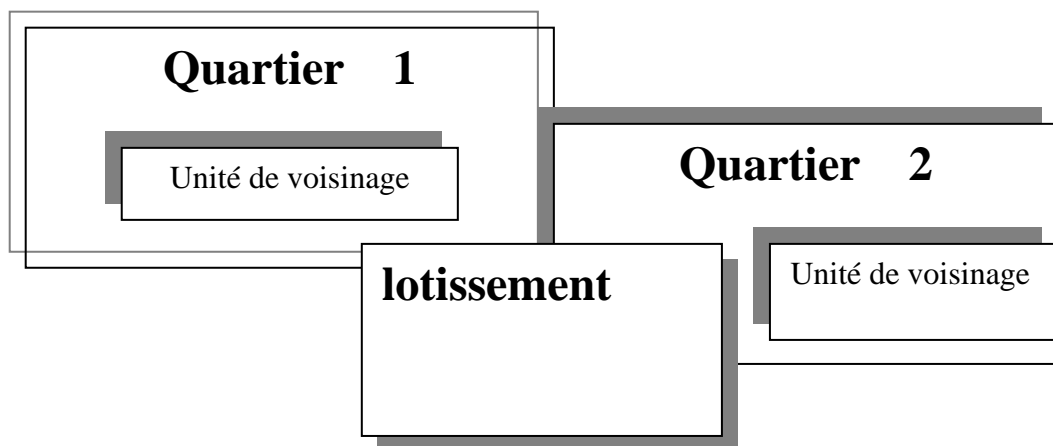 Quartier 1
Unité de voisinage
Quartier 2
Unité de voisinage
lotissement